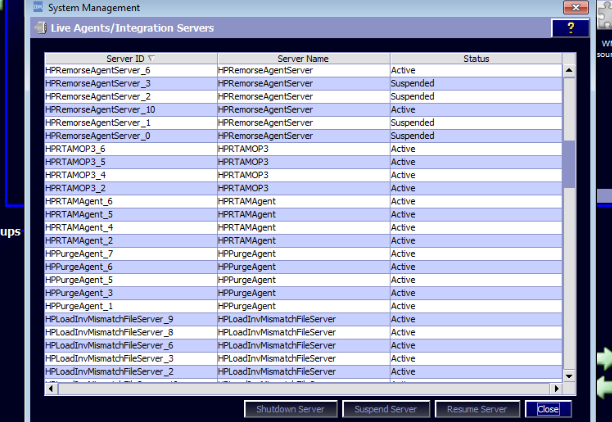 System Management
Live Agents/Integration Servers
?
Server ID Server Name Status
HPRemorseAgentServer_6 HPRemorseAgentServer Active
HPRemorseAgentServer_3 HPRemorseAgentServer Suspended
HPRemorseAgentServer_2 HPRemorseAgentServer Suspended
HPRemorseAgentServer_10 HPRemorseAgentServer Active
HPRemorseAgentServer_1 HPRemorseAgentServer Suspended
HPRemorseAgentServer_0 HPRemorseAgentServer Suspended
HPRTAMOP3_6 HPRTAMOP3 Active
HPRTAMOP3_5 HPRTAMOP3 Active
HPRTAMOP3_4 HPRTAMOP3 Active
HPRTAMOP3_2 HPRTAMOP3 Active
HPRTAMAgent_6 HPRTAMAgent Active
HPRTAMAgent_5 HPRTAMAgent Active
HPRTAMAgent_4 HPRTAMAgent Active
HPRTAMAgent_2 HPRTAMAgent Active
HPPurgeAgent_7 HPPurgeAgent Active
HPPurgeAgent_6 HPPurgeAgent Active
HPPurgeAgent_5 HPPurgeAgent Active
HPPurgeAgent_3 HPPurgeAgent Active
HPPurgeAgent_1 HPPurgeAgent Active
HPLoadInvMismatchFileServer_9 HPLoadInvMismatchFileServer Active
HPLoadInvMismatchFileServer_8 HPLoadInvMismatchFileServer Active
HPLoadInvMismatchFileServer_6 HPLoadInvMismatchFileServer Active
HPLoadInvMismatchFileServer_3 HPLoadInvMismatchFileServer Active
HPLoadInvMismatchFileServer_2 HPLoadInvMismatchFileServer Active
Shutdown Server Suspend Server Resume Server Close
ups